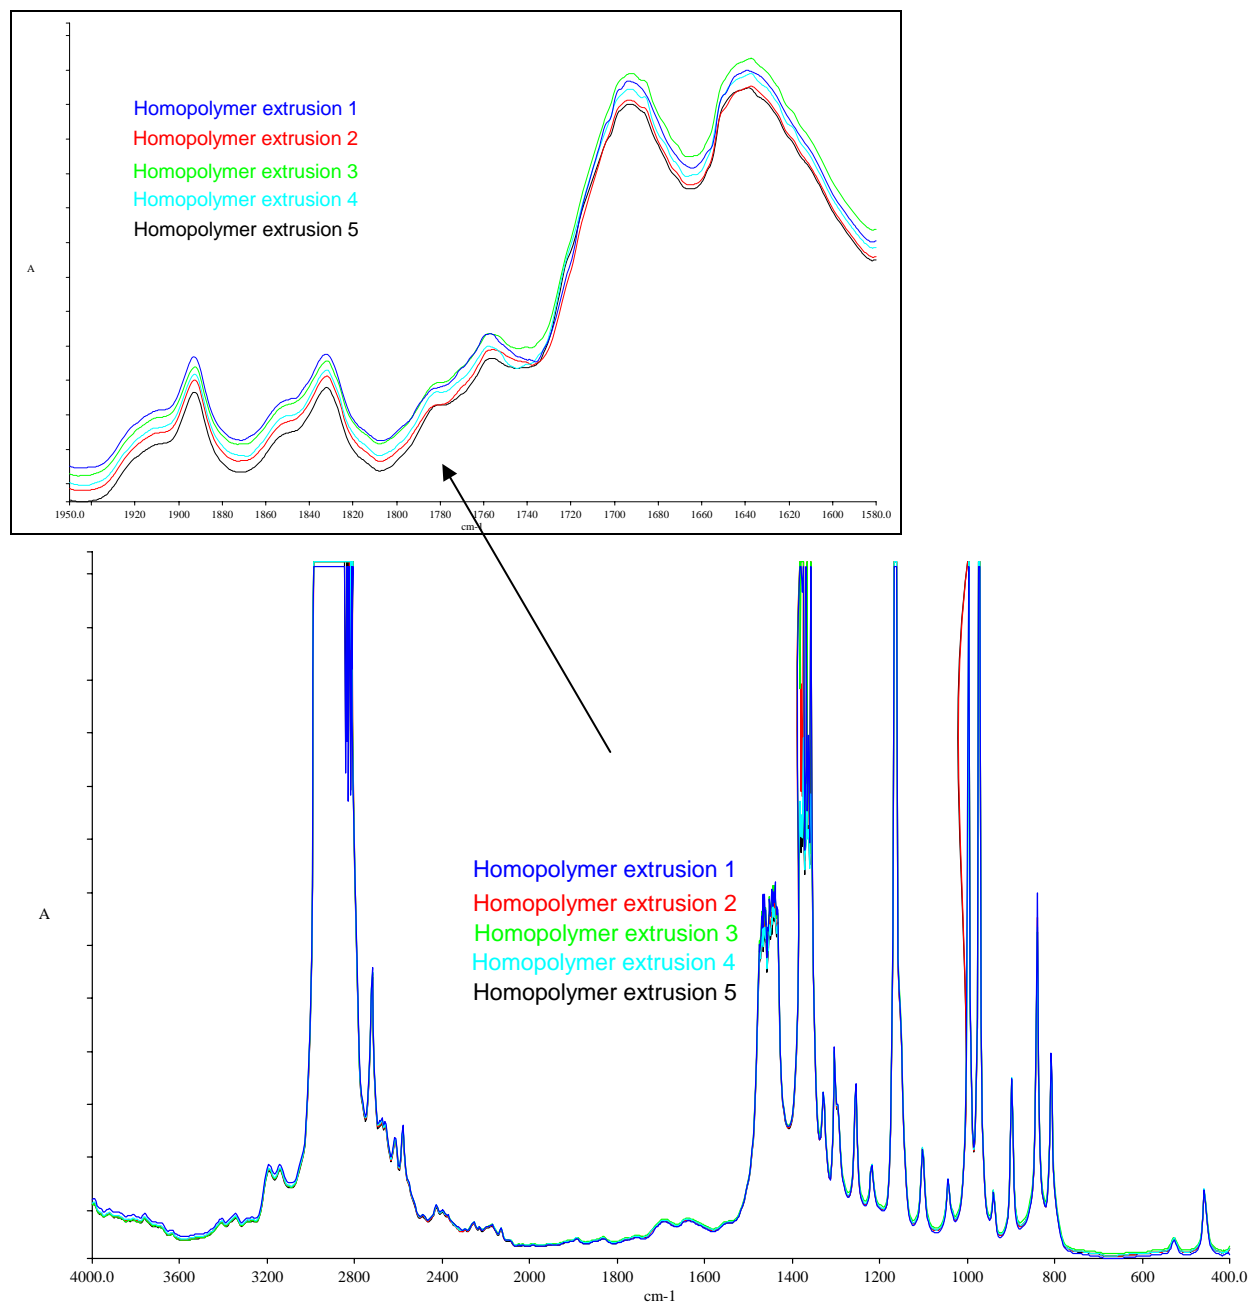 Homopolymer extrusion 1
Homopolymer extrusion 2
Homopolymer extrusion 3
Homopolymer extrusion 4
Homopolymer extrusion 5
A
1950.0 1920 1900 1880 1860 1840 1820 1800 1780 1760 1740 1720 1700 1680 1660 1640 1620 1600 1580.0
cm-1
Homopolymer extrusion 1
Homopolymer extrusion 2
Homopolymer extrusion 3
Homopolymer extrusion 4
Homopolymer extrusion 5
A
4000.0 3600 3200 2800 2400 2000 1800 1600 1400 1200 1000 800 600 400.0
cm-1